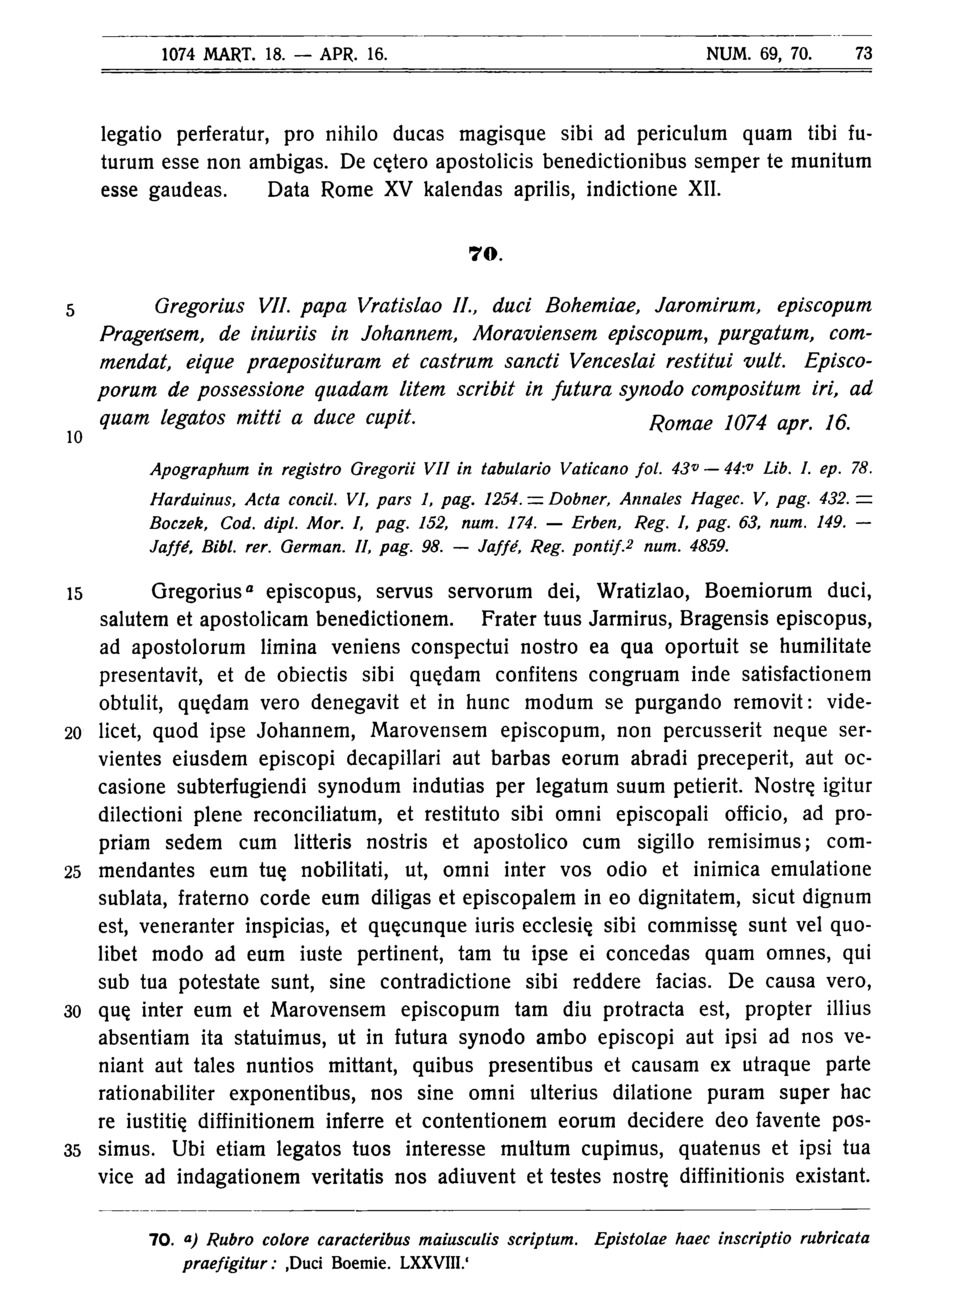 1074 MART. 18. — APR. 16. NUM. 69, 70. 73
legatio perferatur, pro nihilo ducas magisque sibi ad periculum quam tibi fu-
turum esse non ambigas. De cętero apostolicis benedictionibus semper te munitum
esse gaudeas. Data Rome XV kalendas aprilis, indictione XII.
70.
5 Gregorius VII. papa Vratislao II., duci Bohemiae, Jaromirum, episcopum
Pragensem, de iniuriis in Johannem, Moraviensem episcopum, purgatum, com-
mendat, eique praeposituram et castrum sancti Venceslai restitui vult. Episco-
porum de possessione quadam litem scribit in futura synodo compositum iri, ad
quam legatos mitti a duce cupit. Romae 1074 apr. 16.
10
Apographum in registro Gregorii VII in tabulario Vaticano fol. 43v — 44:v Lib. I. ep. 78.
Harduinus, Acta concil. VI, pars 1, pag. 1254. = Dobner, Annales Hagec. V, pag. 432. =
Boczek, Cod. dipl. Mor. I, pag. 152, num. 174. — Erben, Reg. I, pag. 63, num. 149. —
Jaffé, Bibl. rer. German. II, pag. 98. — Jaffé, Reg. pontif.2 num. 4859.
15 Gregorius a episcopus, servus servorum dei, Wratizlao, Boemiorum duci,
salutem et apostolicam benedictionem. Frater tuus Jarmirus, Bragensis episcopus,
ad apostolorum limina veniens conspectui nostro ea qua oportuit se humilitate
presentavit, et de obiectis sibi quędam confitens congruam inde satisfactionem
obtulit, quędam vero denegavit et in hunc modum se purgando removit: vide-
20 licet, quod ipse Johannem, Marovensem episcopum, non percusserit neque ser-
vientes eiusdem episcopi decapillari aut barbas eorum abradi preceperit, aut oc-
casione subterfugiendi synodum indutias per legatum suum petierit. Nostrę igitur
dilectioni plene reconciliatum, et restituto sibi omni episcopali officio, ad pro-
priam sedem cum litteris nostris et apostolico cum sigillo remisimus; com-
25 mendantes eum tuę nobilitati, ut, omni inter vos odio et inimica emulatione
sublata, fraterno corde eum diligas et episcopalem in eo dignitatem, sicut dignum
est, veneranter inspicias, et quęcunque iuris ecclesię sibi commissę sunt vel quo-
libet modo ad eum iuste pertinent, tam tu ipse ei concedas quam omnes, qui
sub tua potestate sunt, sine contradictione sibi reddere facias. De causa vero,
30 quę inter eum et Marovensem episcopum tam diu protracta est, propter illius
absentiam ita statuimus, ut in futura synodo ambo episcopi aut ipsi ad nos ve-
niant aut tales nuntios mittant, quibus presentibus et causam ex utraque parte
rationabiliter exponentibus, nos sine omni ulterius dilatione puram super hac
re iustitię diffinitionem inferre et contentionem eorum decidere deo favente pos-
35 simus. Ubi etiam legatos tuos interesse multum cupimus, quatenus et ipsi tua
vice ad indagationem veritatis nos adiuvent et testes nostrę diffinitionis existant.
70. a) Rubro colore caracteribus maiusculis scriptum. Epistolae haec inscriptio rubricata
praefigitur: ‚Duci Boemie. LXXVIII.‘